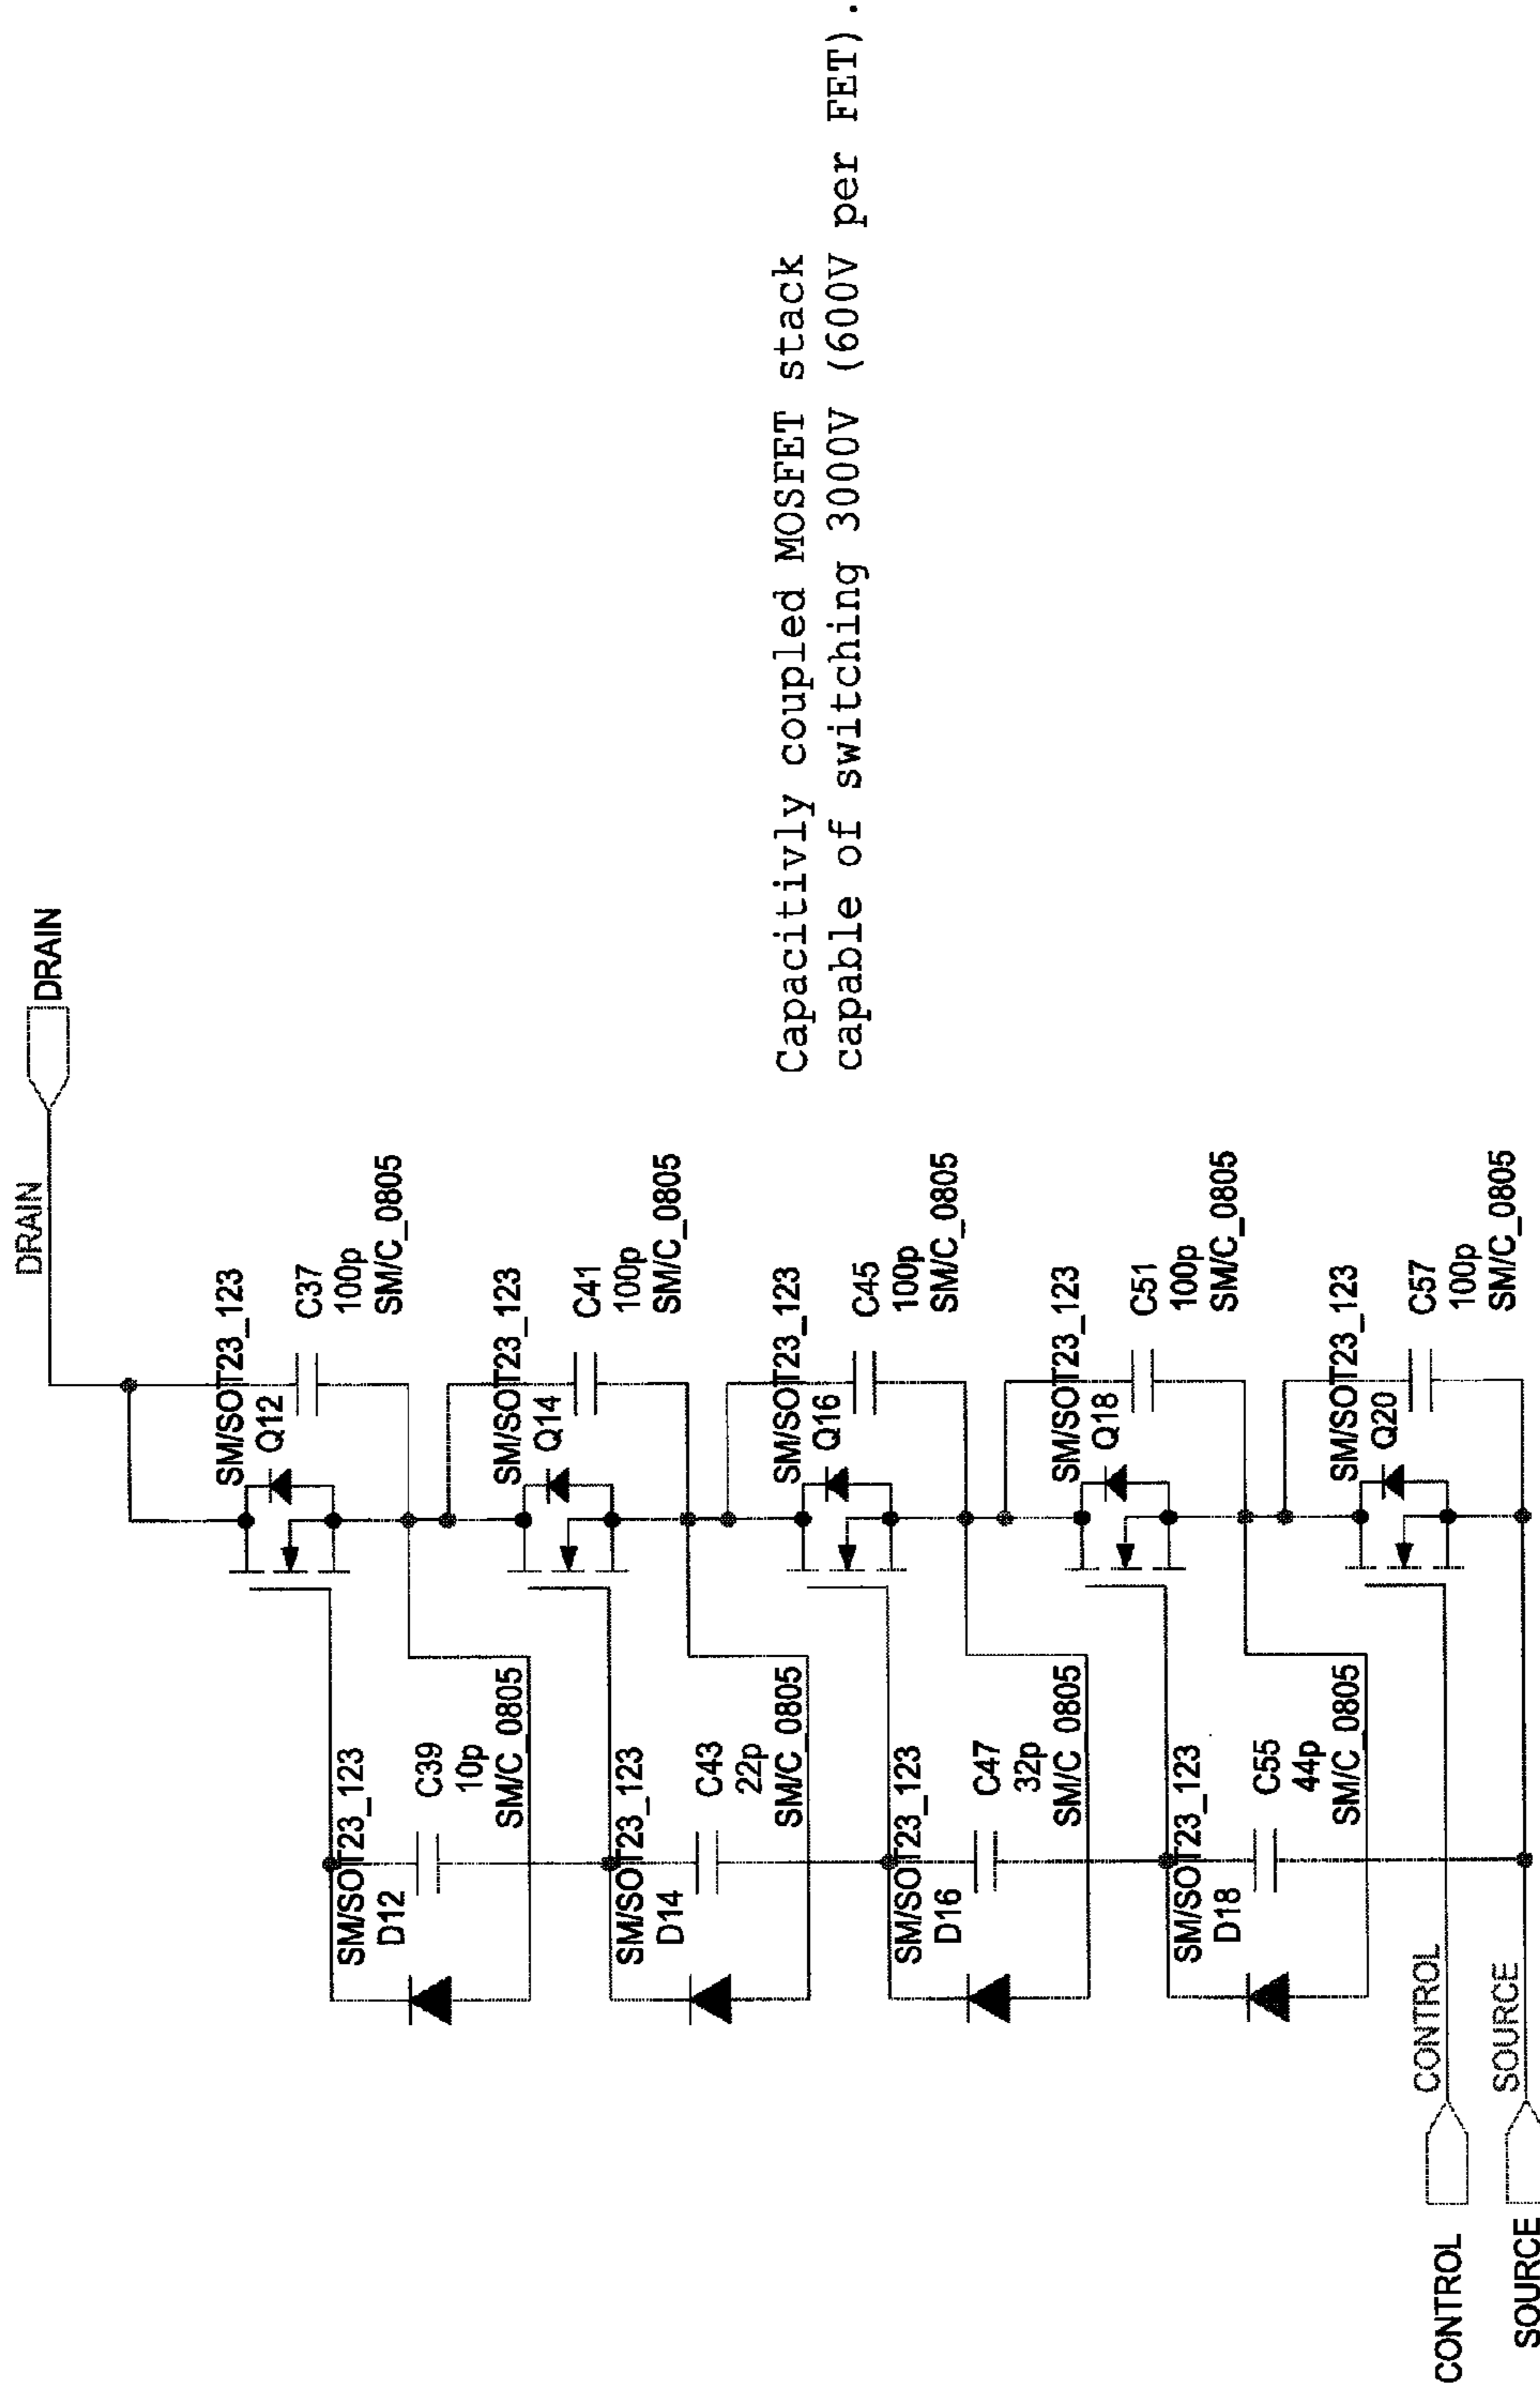 DRAIN
DRAIN
SM/SOT23_123
Q12
C37
100p
SM/C_0805
SM/SOT23_123
D12
C39
10p
SM/C_0805
SM/SOT23_123
Q14
C41
100p
SM/C_0805
SM/SOT23_123
D14
C43
22p
SM/C_0805
SM/SOT23_123
Q16
C45
100p
SM/C_0805
SM/SOT23_123
D16
C47
32p
SM/C_0805
SM/SOT23_123
Q18
C51
100p
SM/C_0805
SM/SOT23_123
D18
C55
44p
SM/C_0805
SM/SOT23_123
Q20
C57
100p
SM/C_0805
CONTROL
CONTROL
SOURCE
SOURCE
Capacitivly coupled MOSFET stack
capable of switching 3000V (600V per FET).